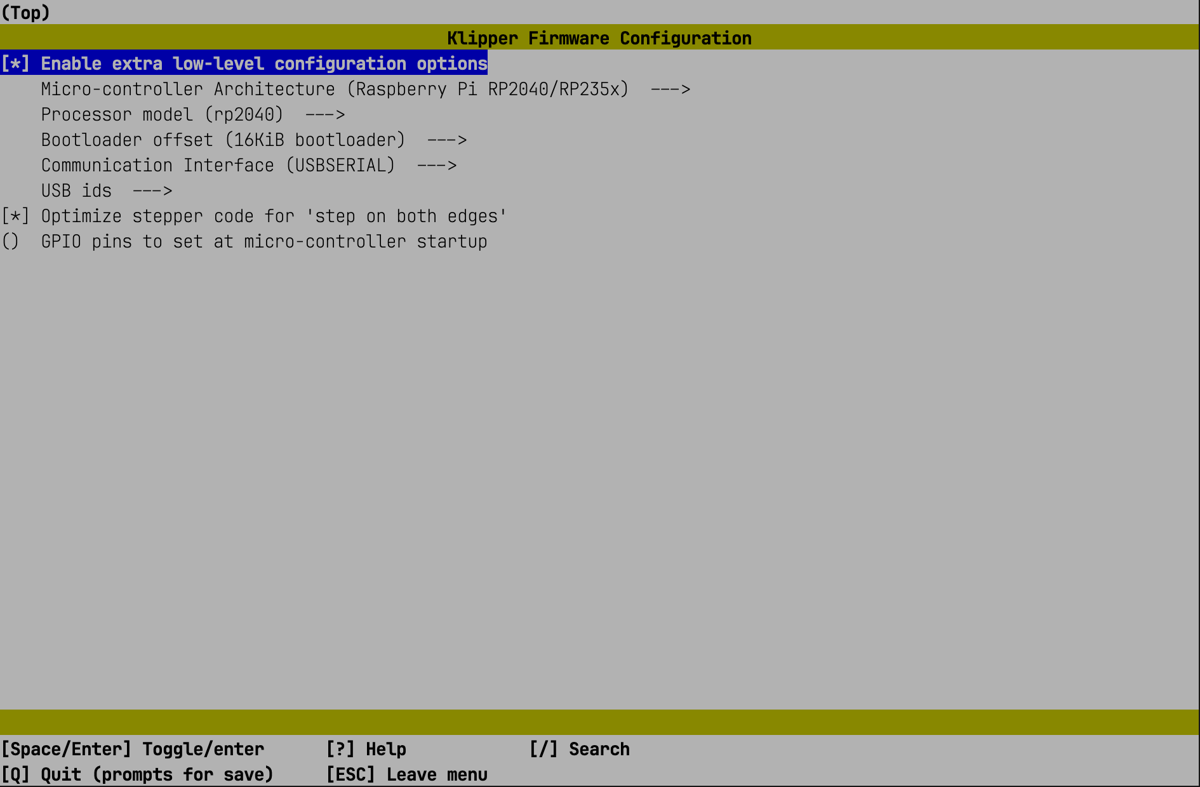 (Top)
Klipper Firmware Configuration
[*] Enable extra low-level configuration options
    Micro-controller Architecture (Raspberry Pi RP2040/RP235x)  --->
    Processor model (rp2040)  --->
    Bootloader offset (16KiB bootloader)  --->
    Communication Interface (USBSERIAL)  --->
    USB ids  --->
[*] Optimize stepper code for 'step on both edges'
()  GPIO pins to set at micro-controller startup
[Space/Enter] Toggle/enter      [?] Help            [/] Search
[Q] Quit (prompts for save)     [ESC] Leave menu